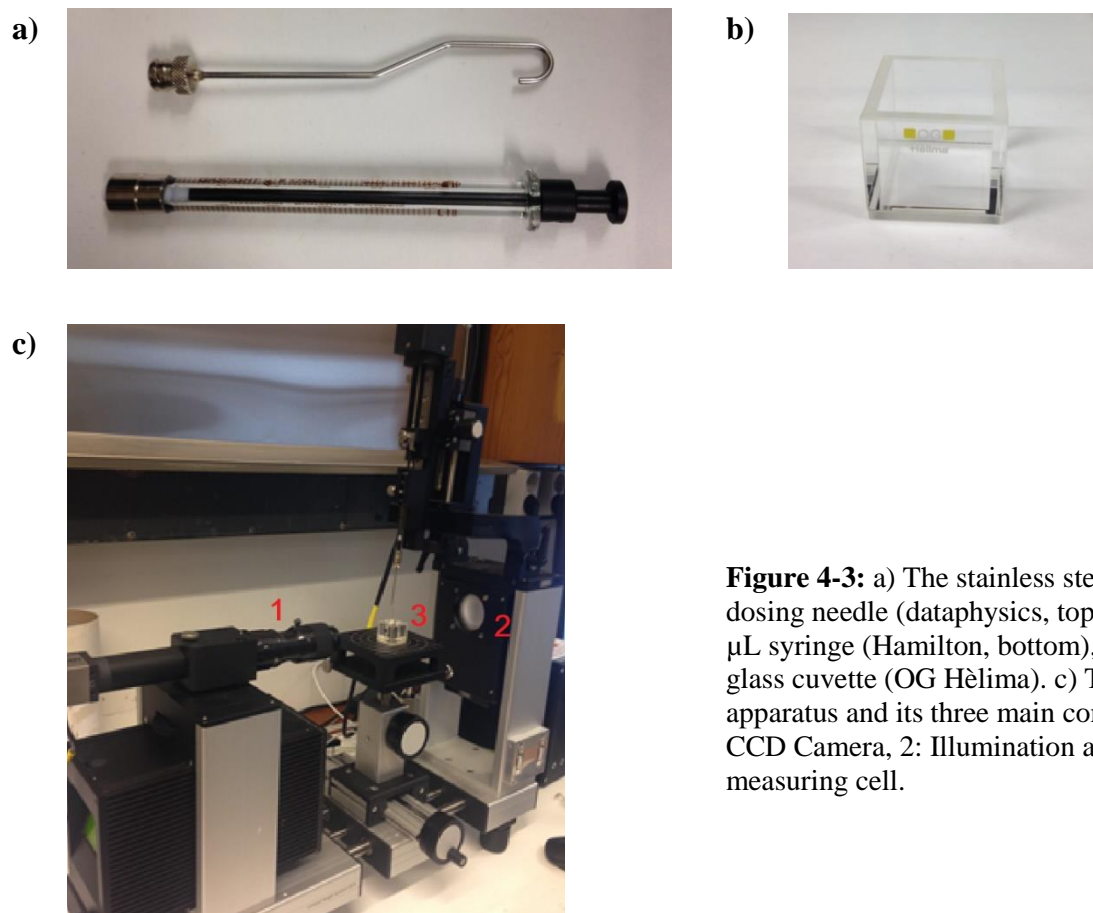 a)
b)
OG
Hellma
c)
1
3
2
Figure 4-3: a) The stainless ste
dosing needle (dataphysics, top
µL syringe (Hamilton, bottom),
glass cuvette (OG Hèlima). c) T
apparatus and its three main cor
CCD Camera, 2: Illumination a
measuring cell.